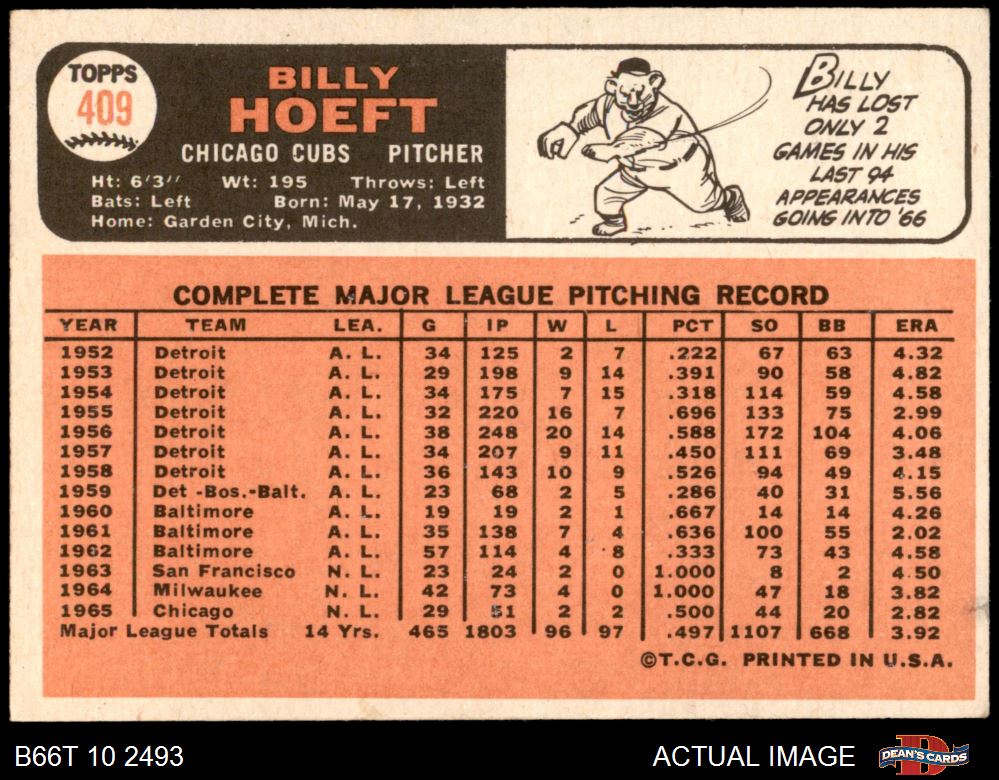 TOPPS
409
BILLY
HOEFT
CHICAGO CUBS PITCHER
Ht: 6'3" Wt: 195 Throws: Left
Bats: Left Born: May 17, 1932
Home: Garden City, Mich.
BILLY
HAS LOST
ONLY 2
GAMES IN HIS
LAST 94
APPEARANCES
GOING INTO '66
COMPLETE MAJOR LEAGUE PITCHING RECORD
YEAR TEAM LEA. G IP W L PCT SO BB ERA
1952 Detroit A. L. 34 125 2 7 .222 67 63 4.32
1953 Detroit A. L. 29 198 9 14 .391 90 58 4.82
1954 Detroit A. L. 34 175 7 15 .318 114 59 4.58
1955 Detroit A. L. 32 220 16 7 .696 133 75 2.99
1956 Detroit A. L. 38 248 20 14 .588 172 104 4.06
1957 Detroit A. L. 34 207 9 11 .450 111 69 3.48
1958 Detroit A. L. 36 143 10 9 .526 94 49 4.15
1959 Det -Bos.-Balt. A. L. 23 68 2 5 .286 40 31 5.56
1960 Baltimore A. L. 19 19 2 1 .667 14 14 4.26
1961 Baltimore A. L. 35 138 7 4 .636 100 55 2.02
1962 Baltimore A. L. 57 114 4 8 .333 73 43 4.58
1963 San Francisco N. L. 23 24 2 0 1.000 8 2 4.50
1964 Milwaukee N. L. 42 73 4 0 1.000 47 18 3.82
1965 Chicago N. L. 29 51 2 2 .500 44 20 2.82
Major League Totals 14 Yrs. 465 1803 96 97 .497 1107 668 3.92
©T.C.G. PRINTED IN U.S.A.
B66T 10 2493 ACTUAL IMAGE DEAN'S CARDS